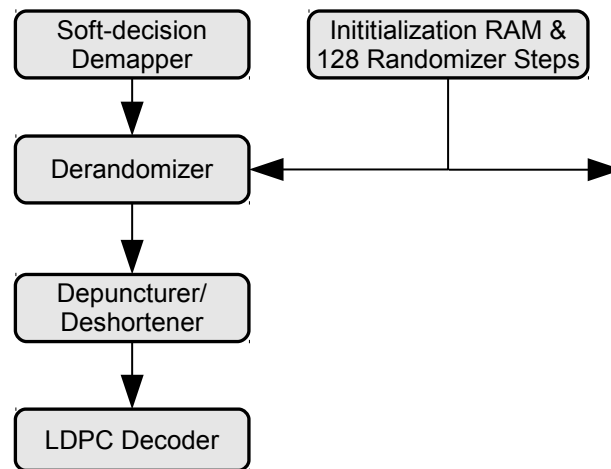 Soft-decision
Demapper
Inititialization RAM &
128 Randomizer Steps
Derandomizer
Depuncturer/
Deshortener
LDPC Decoder